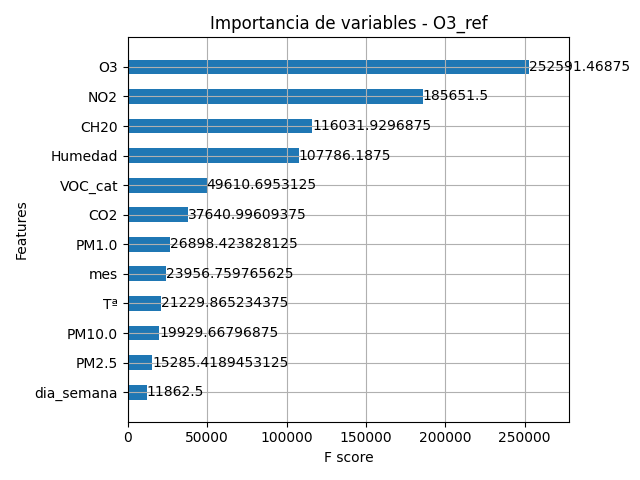 Importancia de variables - O3_ref
O3 252591.46875
NO2 185651.5
CH20 116031.9296875
Humedad 107786.1875
VOC_cat 49610.6953125
CO2 37640.99609375
PM1.0 26898.423828125
mes 23956.759765625
Tª 21229.865234375
PM10.0 19929.66796875
PM2.5 15285.4189453125
dia_semana 11862.5
Features
0 50000 100000 150000 200000 250000
F score